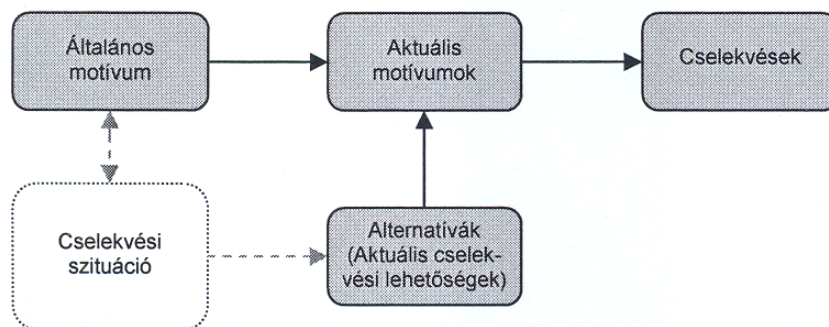 Általános
motívum
Aktuális
motívumok
Cselekvések
Cselekvési
szituáció
Alternatívák
(Aktuális cselek-
vési lehetőségek)